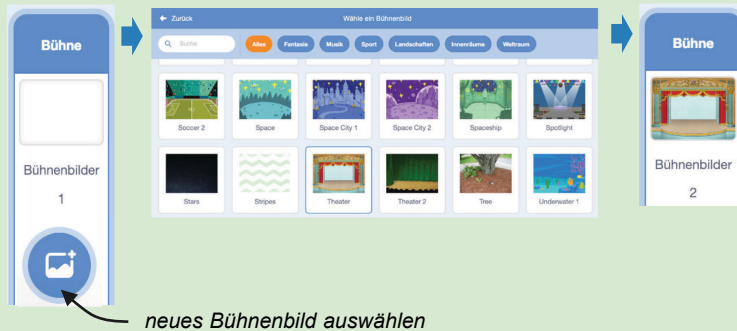 Bühne
Bühnenbilder
1
Zurück
Wähle ein Bühnenbild
Suche
Alles
Fantasie
Musik
Sport
Landschaften
Innenräume
Weltraum
Soccer 2
Space
Space City 1
Space City 2
Spaceship
Spotlight
Stars
Stripes
Theater
Theater 2
Tree
Underwater 1
Bühne
Bühnenbilder
2
neues Bühnenbild auswählen